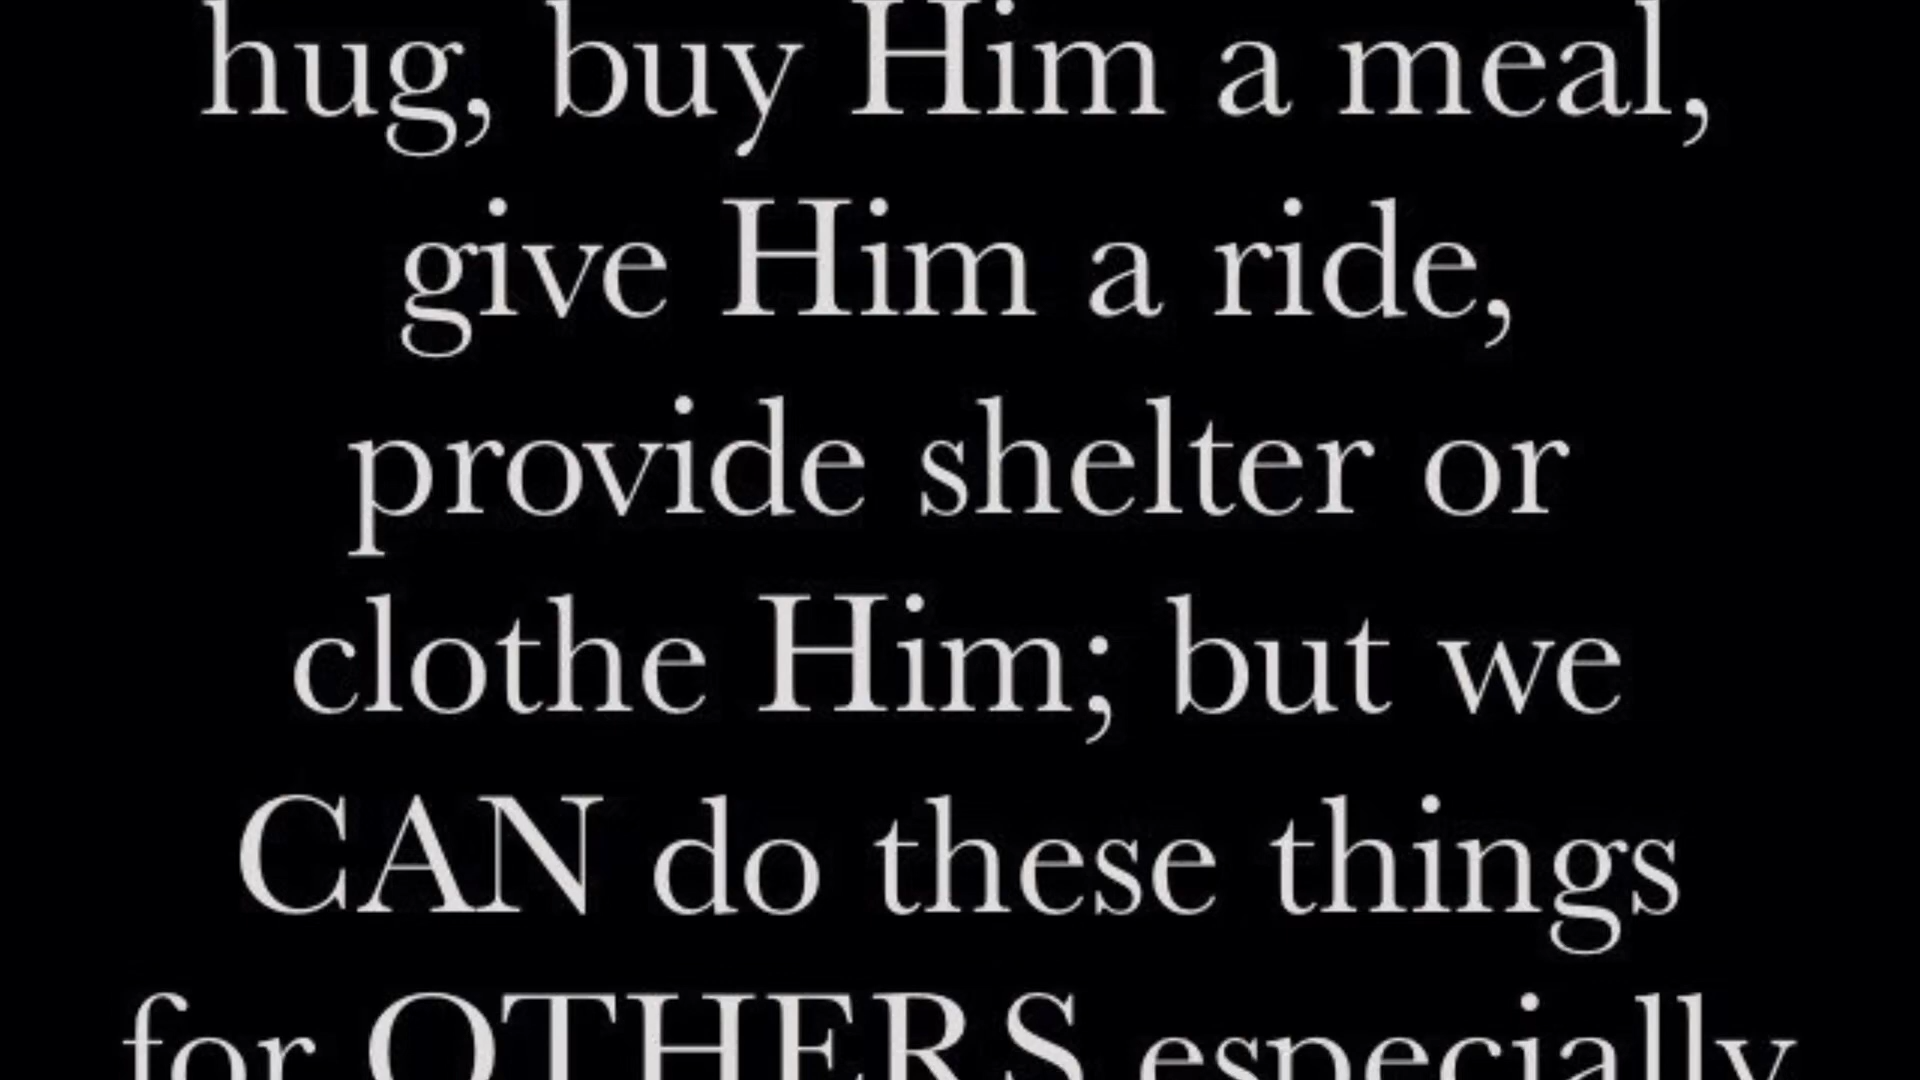 hug, buy Him a meal,
give Him a ride,
provide shelter or
clothe Him; but we
CAN do these things
for OTHERS especially